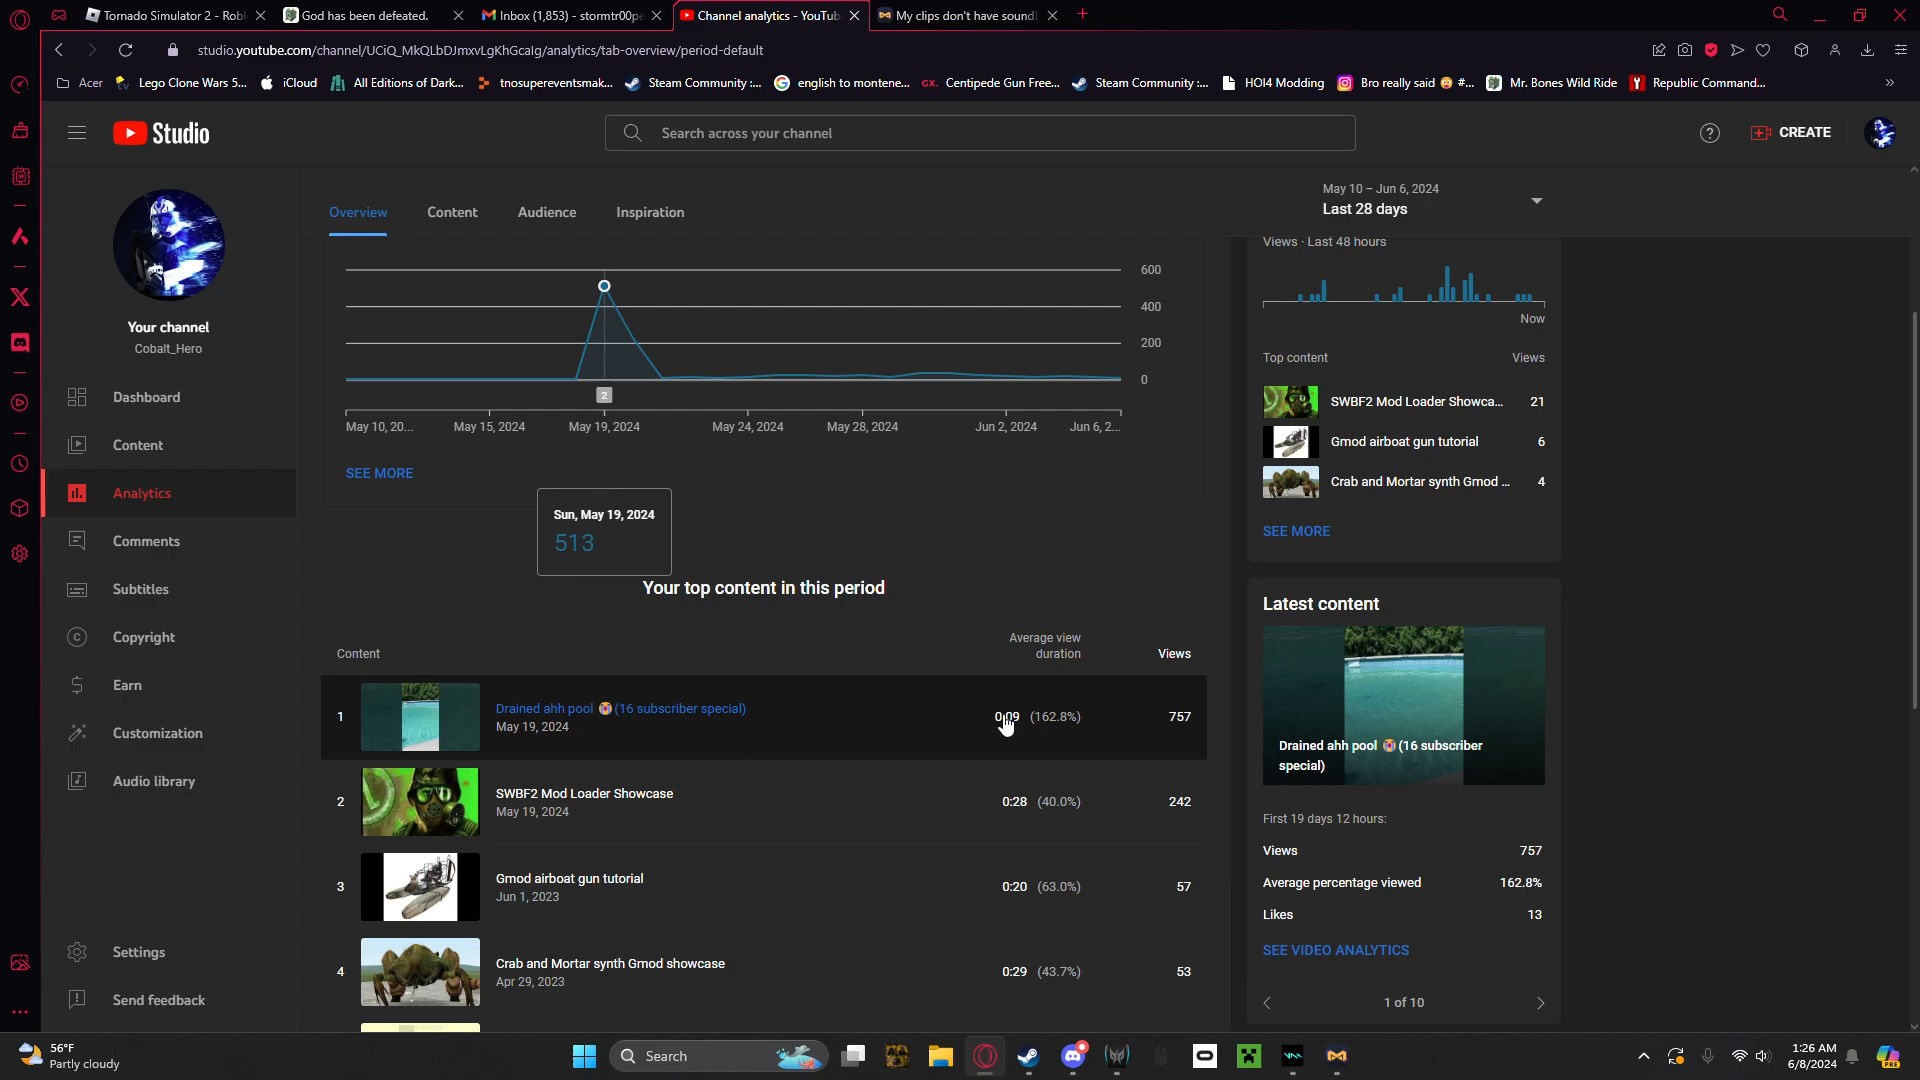 Tornado Simulator 2 - Robl
God has been defeated.
Inbox (1,853) - stormtr00pe
Channel analytics - YouTub
My clips don't have sound!
studio.youtube.com/channel/UCiQ_MkQLbDJmxvLgKhGcaIg/analytics/tab-overview/period-default
Acer
Lego Clone Wars 5...
iCloud
All Editions of Dark...
tnosupereventsmak...
Steam Community :...
english to montene...
GX.
Centipede Gun Free...
Steam Community :...
HOI4 Modding
Bro really said 😳 #...
Mr. Bones Wild Ride
Republic Command...
»
Studio
Search across your channel
CREATE
Your channel
Cobalt_Hero
Dashboard
Content
Analytics
Comments
Subtitles
Copyright
Earn
Customization
Audio library
Settings
Send feedback
Overview
Content
Audience
Inspiration
May 10 – Jun 6, 2024
Last 28 days
600
400
200
0
2
May 10, 20...
May 15, 2024
May 19, 2024
May 24, 2024
May 28, 2024
Jun 2, 2024
Jun 6, 2...
SEE MORE
Sun, May 19, 2024
513
Your top content in this period
Content
Average view
duration
Views
1
Drained ahh pool 😭 (16 subscriber special)
May 19, 2024
0:09 (162.8%)
757
2
SWBF2 Mod Loader Showcase
May 19, 2024
0:28 (40.0%)
242
3
Gmod airboat gun tutorial
Jun 1, 2023
0:20 (63.0%)
57
4
Crab and Mortar synth Gmod showcase
Apr 29, 2023
0:29 (43.7%)
53
Views · Last 48 hours
Now
Top content
Views
SWBF2 Mod Loader Showca...
21
Gmod airboat gun tutorial
6
Crab and Mortar synth Gmod ...
4
SEE MORE
Latest content
Drained ahh pool 😭 (16 subscriber
special)
First 19 days 12 hours:
Views
757
Average percentage viewed
162.8%
Likes
13
SEE VIDEO ANALYTICS
1 of 10
56°F
Partly cloudy
Search
1:26 AM
6/8/2024
PRE